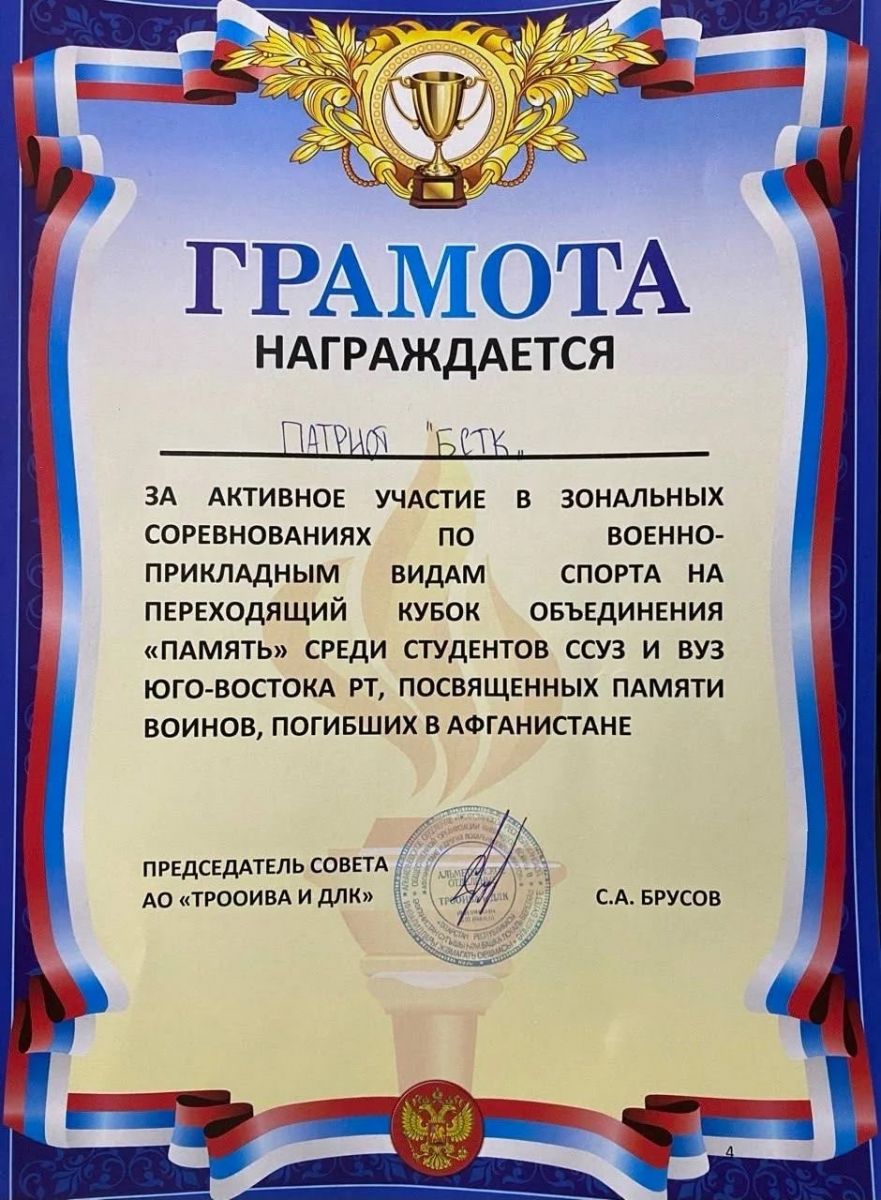 ГРАМОТА
НАГРАЖДАЕТСЯ
ПАТРИОТ "БСТК„
ЗА АКТИВНОЕ УЧАСТИЕ В ЗОНАЛЬНЫХ
СОРЕВНОВАНИЯХ ПО ВОЕННО-
ПРИКЛАДНЫМ ВИДАМ СПОРТА НА
ПЕРЕХОДЯЩИЙ КУБОК ОБЪЕДИНЕНИЯ
«ПАМЯТЬ» СРЕДИ СТУДЕНТОВ ССУЗ И ВУЗ
ЮГО-ВОСТОКА РТ, ПОСВЯЩЕННЫХ ПАМЯТИ
ВОИНОВ, ПОГИБШИХ В АФГАНИСТАНЕ
ПРЕДСЕДАТЕЛЬ СОВЕТА
АО «ТРООИВА И ДЛК» С.А. БРУСОВ
4